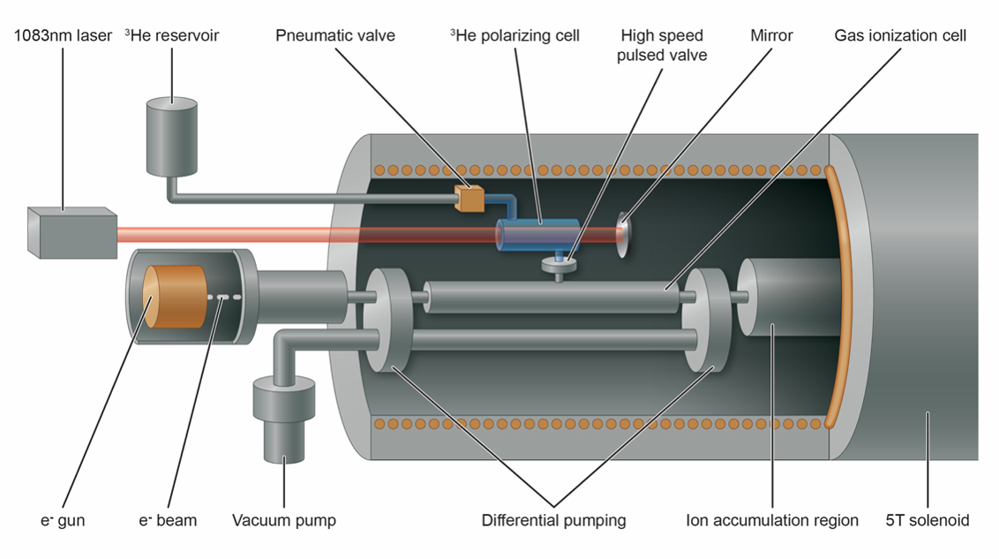 1083nm laser
³He reservoir
Pneumatic valve
³He polarizing cell
High speed
pulsed valve
Mirror
Gas ionization cell
e⁻ gun
e⁻ beam
Vacuum pump
Differential pumping
Ion accumulation region
5T solenoid